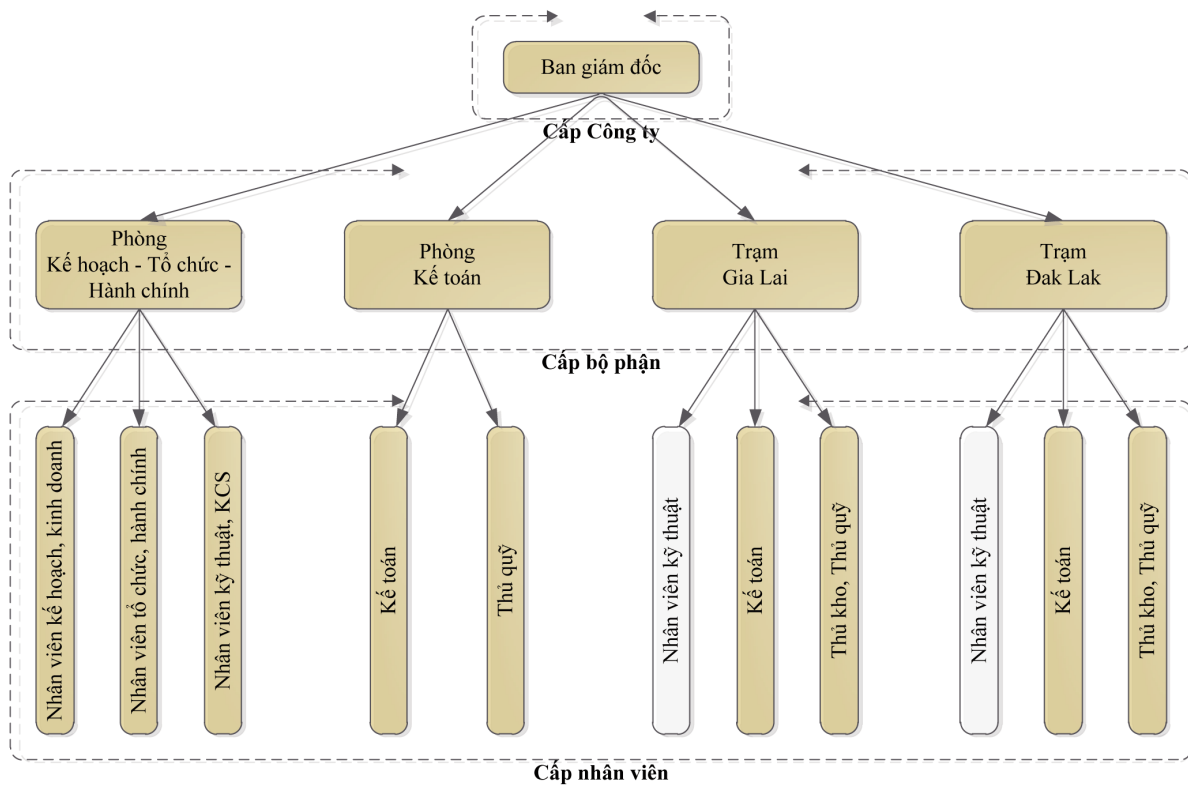 Ban giám đốc
Cấp Công ty
Phòng
Kế hoạch - Tổ chức -
Hành chính
Phòng
Kế toán
Trạm
Gia Lai
Trạm
Đak Lak
Cấp bộ phận
Nhân viên kế hoạch, kinh doanh
Nhân viên tổ chức, hành chính
Nhân viên kỹ thuật, KCS
Kế toán
Thủ quỹ
Nhân viên kỹ thuật
Kế toán
Thủ kho, Thủ quỹ
Nhân viên kỹ thuật
Kế toán
Thủ kho, Thủ quỹ
Cấp nhân viên